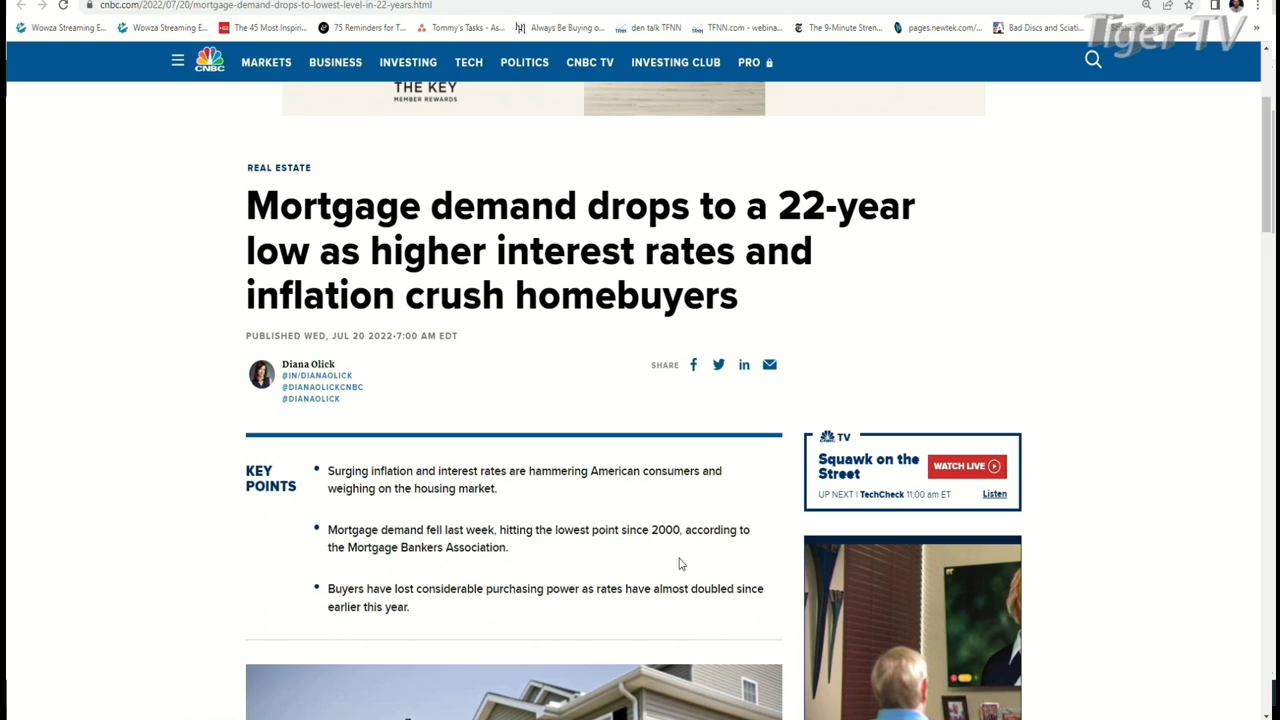 cnbc.com/2022/07/20/mortgage-demand-drops-to-lowest-level-in-22-years.html
Wowza Streaming E... Wowza Streaming E... The 45 Most Inspiri... 75 Reminders for T... Tommy's Tasks - As... Always Be Buying o... den talk TFNN TFNN.com - webina... The 9-Minute Stren... pages.newtek.com/... Bad Discs and Sciati... »
Tiger-TV
CNBC MARKETS BUSINESS INVESTING TECH POLITICS CNBC TV INVESTING CLUB PRO
THE KEY
MEMBER REWARDS
REAL ESTATE
Mortgage demand drops to a 22-year
low as higher interest rates and
inflation crush homebuyers
PUBLISHED WED, JUL 20 2022•7:00 AM EDT
Diana Olick
@IN/DIANAOLICK
@DIANAOLICKCNBC
@DIANAOLICK
SHARE
KEY
POINTS
• Surging inflation and interest rates are hammering American consumers and
weighing on the housing market.
• Mortgage demand fell last week, hitting the lowest point since 2000, according to
the Mortgage Bankers Association.
• Buyers have lost considerable purchasing power as rates have almost doubled since
earlier this year.
CNBC TV
Squawk on the
Street
WATCH LIVE
UP NEXT | TechCheck 11:00 am ET
Listen